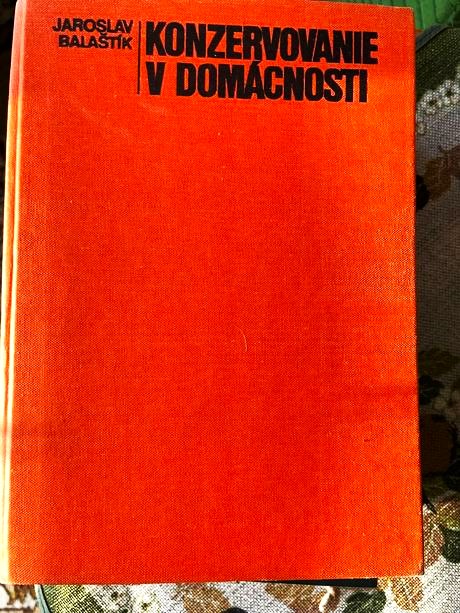 JAROSLAV
BALAŠTÍK
KONZERVOVANIE
V DOMÁCNOSTI